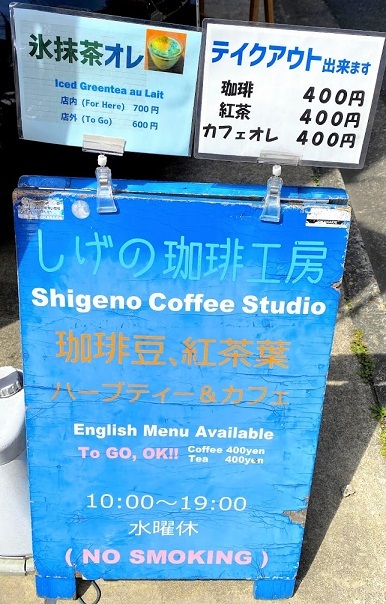 氷抹茶オレ
Iced Greentea au Lait
店内 (For Here) 700円
店外 (To Go) 600円
テイクアウト出来ます
珈琲 400円
紅茶 400円
カフェオレ 400円
しげの珈琲工房
Shigeno Coffee Studio
珈琲豆、紅茶葉
ハーブティー&カフェ
English Menu Available
To GO, OK!! Coffee 400yen
Tea 400yen
10:00～19:00
水曜休
( NO SMOKING )